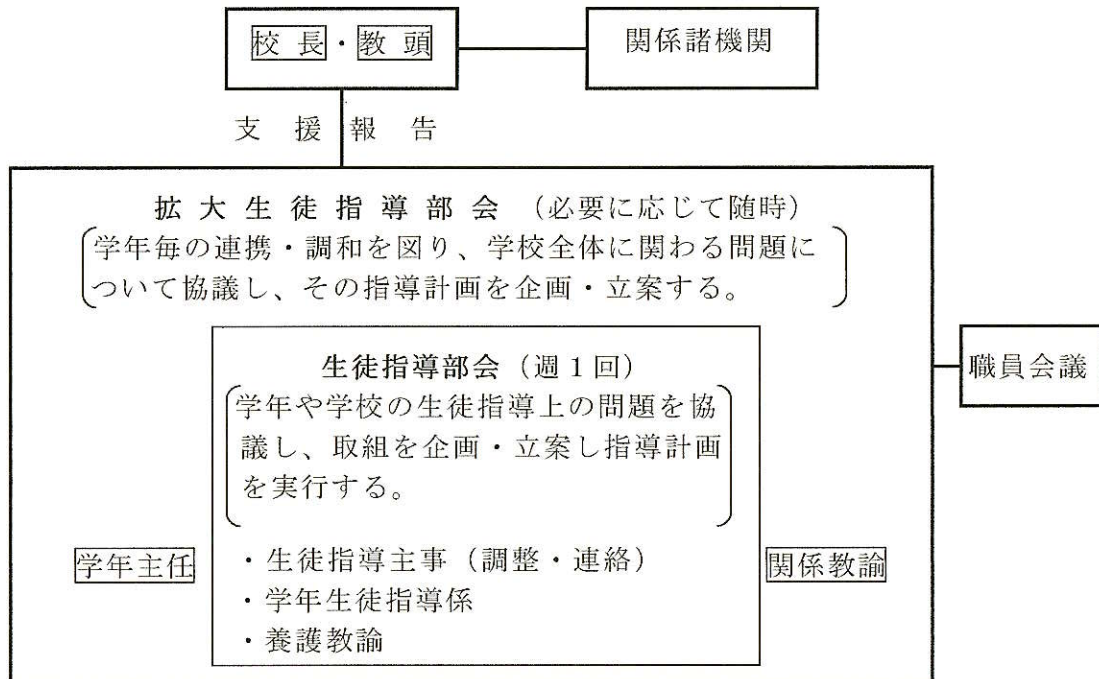 校長・教頭
関係諸機関
支援 報告
拡大生徒指導部会（必要に応じて随時）
学年毎の連携・調和を図り、学校全体に関わる問題に
ついて協議し、その指導計画を企画・立案する。
生徒指導部会（週1回）
学年や学校の生徒指導上の問題を協
議し、取組を企画・立案し指導計画
を実行する。
職員会議
学年主任
・生徒指導主事（調整・連絡）
・学年生徒指導係
・養護教諭
関係教諭